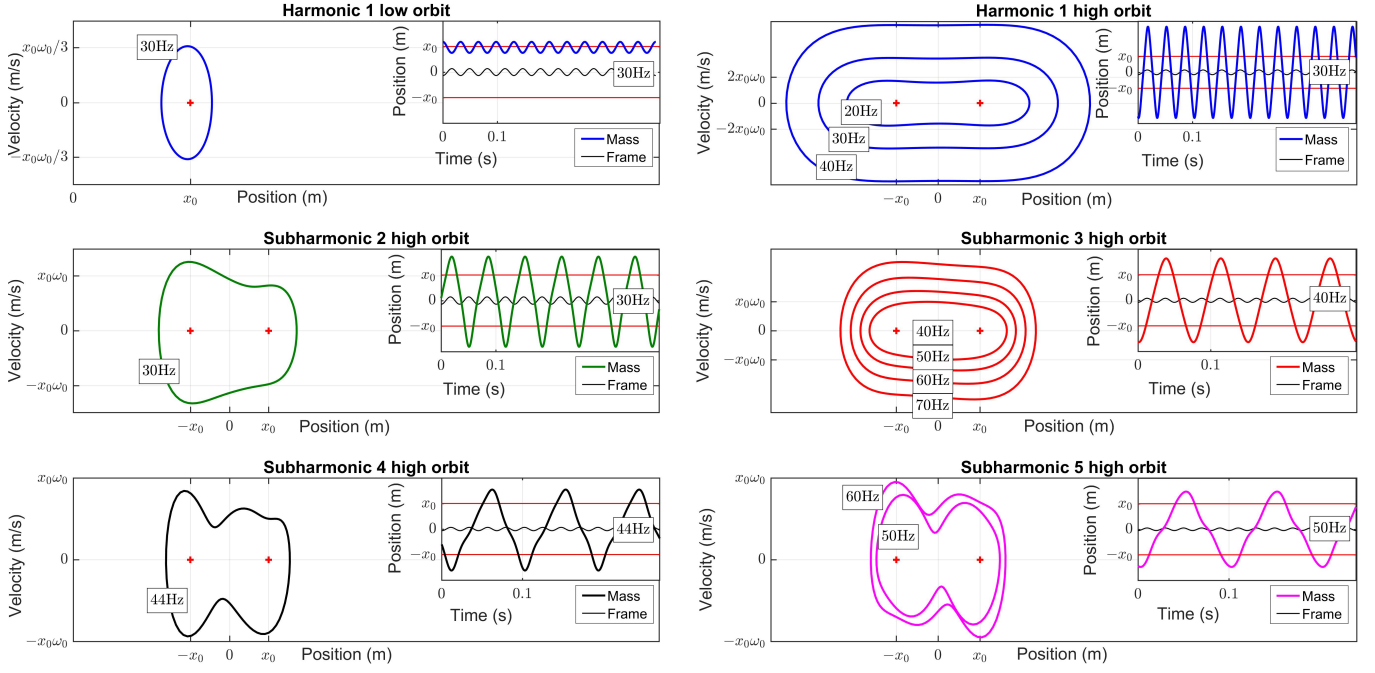 Harmonic 1 low orbit
Velocity (m/s)
x₀ω₀/3
0
−x₀ω₀/3
30Hz
0
x₀
Position (m)
Position (m)
x₀
0
−x₀
30Hz
0
0.1
Time (s)
Mass
Frame
Harmonic 1 high orbit
Velocity (m/s)
2x₀ω₀
0
−2x₀ω₀
20Hz
30Hz
40Hz
−x₀
0
x₀
Position (m)
Position (m)
x₀
0
−x₀
30Hz
0
0.1
Time (s)
Mass
Frame
Subharmonic 2 high orbit
Velocity (m/s)
x₀ω₀
0
−x₀ω₀
30Hz
−x₀
0
x₀
Position (m)
Position (m)
x₀
0
−x₀
30Hz
0
0.1
Time (s)
Mass
Frame
Subharmonic 3 high orbit
Velocity (m/s)
x₀ω₀
0
−x₀ω₀
40Hz
50Hz
60Hz
70Hz
−x₀
0
x₀
Position (m)
Position (m)
x₀
0
−x₀
40Hz
0
0.1
Time (s)
Mass
Frame
Subharmonic 4 high orbit
Velocity (m/s)
x₀ω₀
0
−x₀ω₀
44Hz
−x₀
0
x₀
Position (m)
Position (m)
x₀
0
−x₀
44Hz
0
0.1
Time (s)
Mass
Frame
Subharmonic 5 high orbit
Velocity (m/s)
x₀ω₀
0
−x₀ω₀
60Hz
50Hz
−x₀
0
x₀
Position (m)
Position (m)
x₀
0
−x₀
50Hz
0
0.1
Time (s)
Mass
Frame